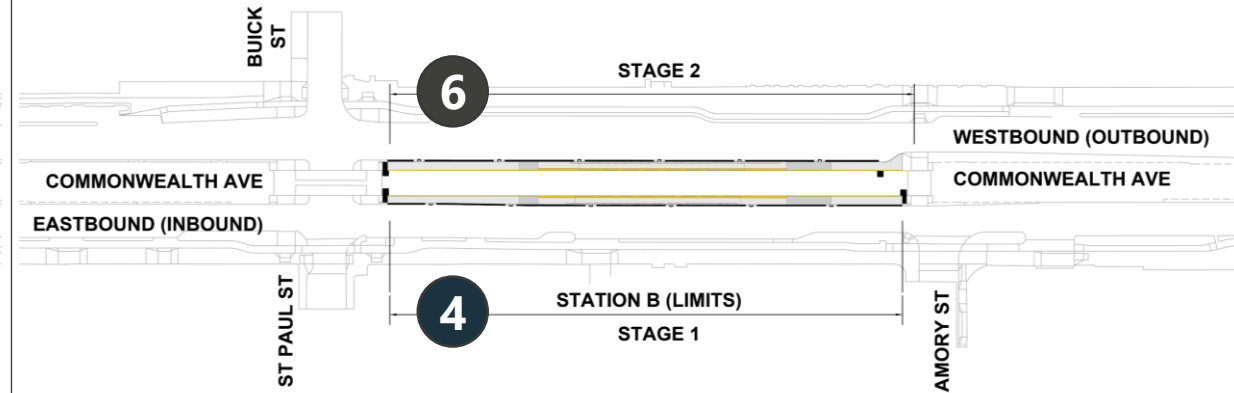 BUICK
ST
6
STAGE 2
WESTBOUND (OUTBOUND)
COMMONWEALTH AVE
COMMONWEALTH AVE
EASTBOUND (INBOUND)
ST PAUL ST
4
STATION B (LIMITS)
STAGE 1
AMORY ST